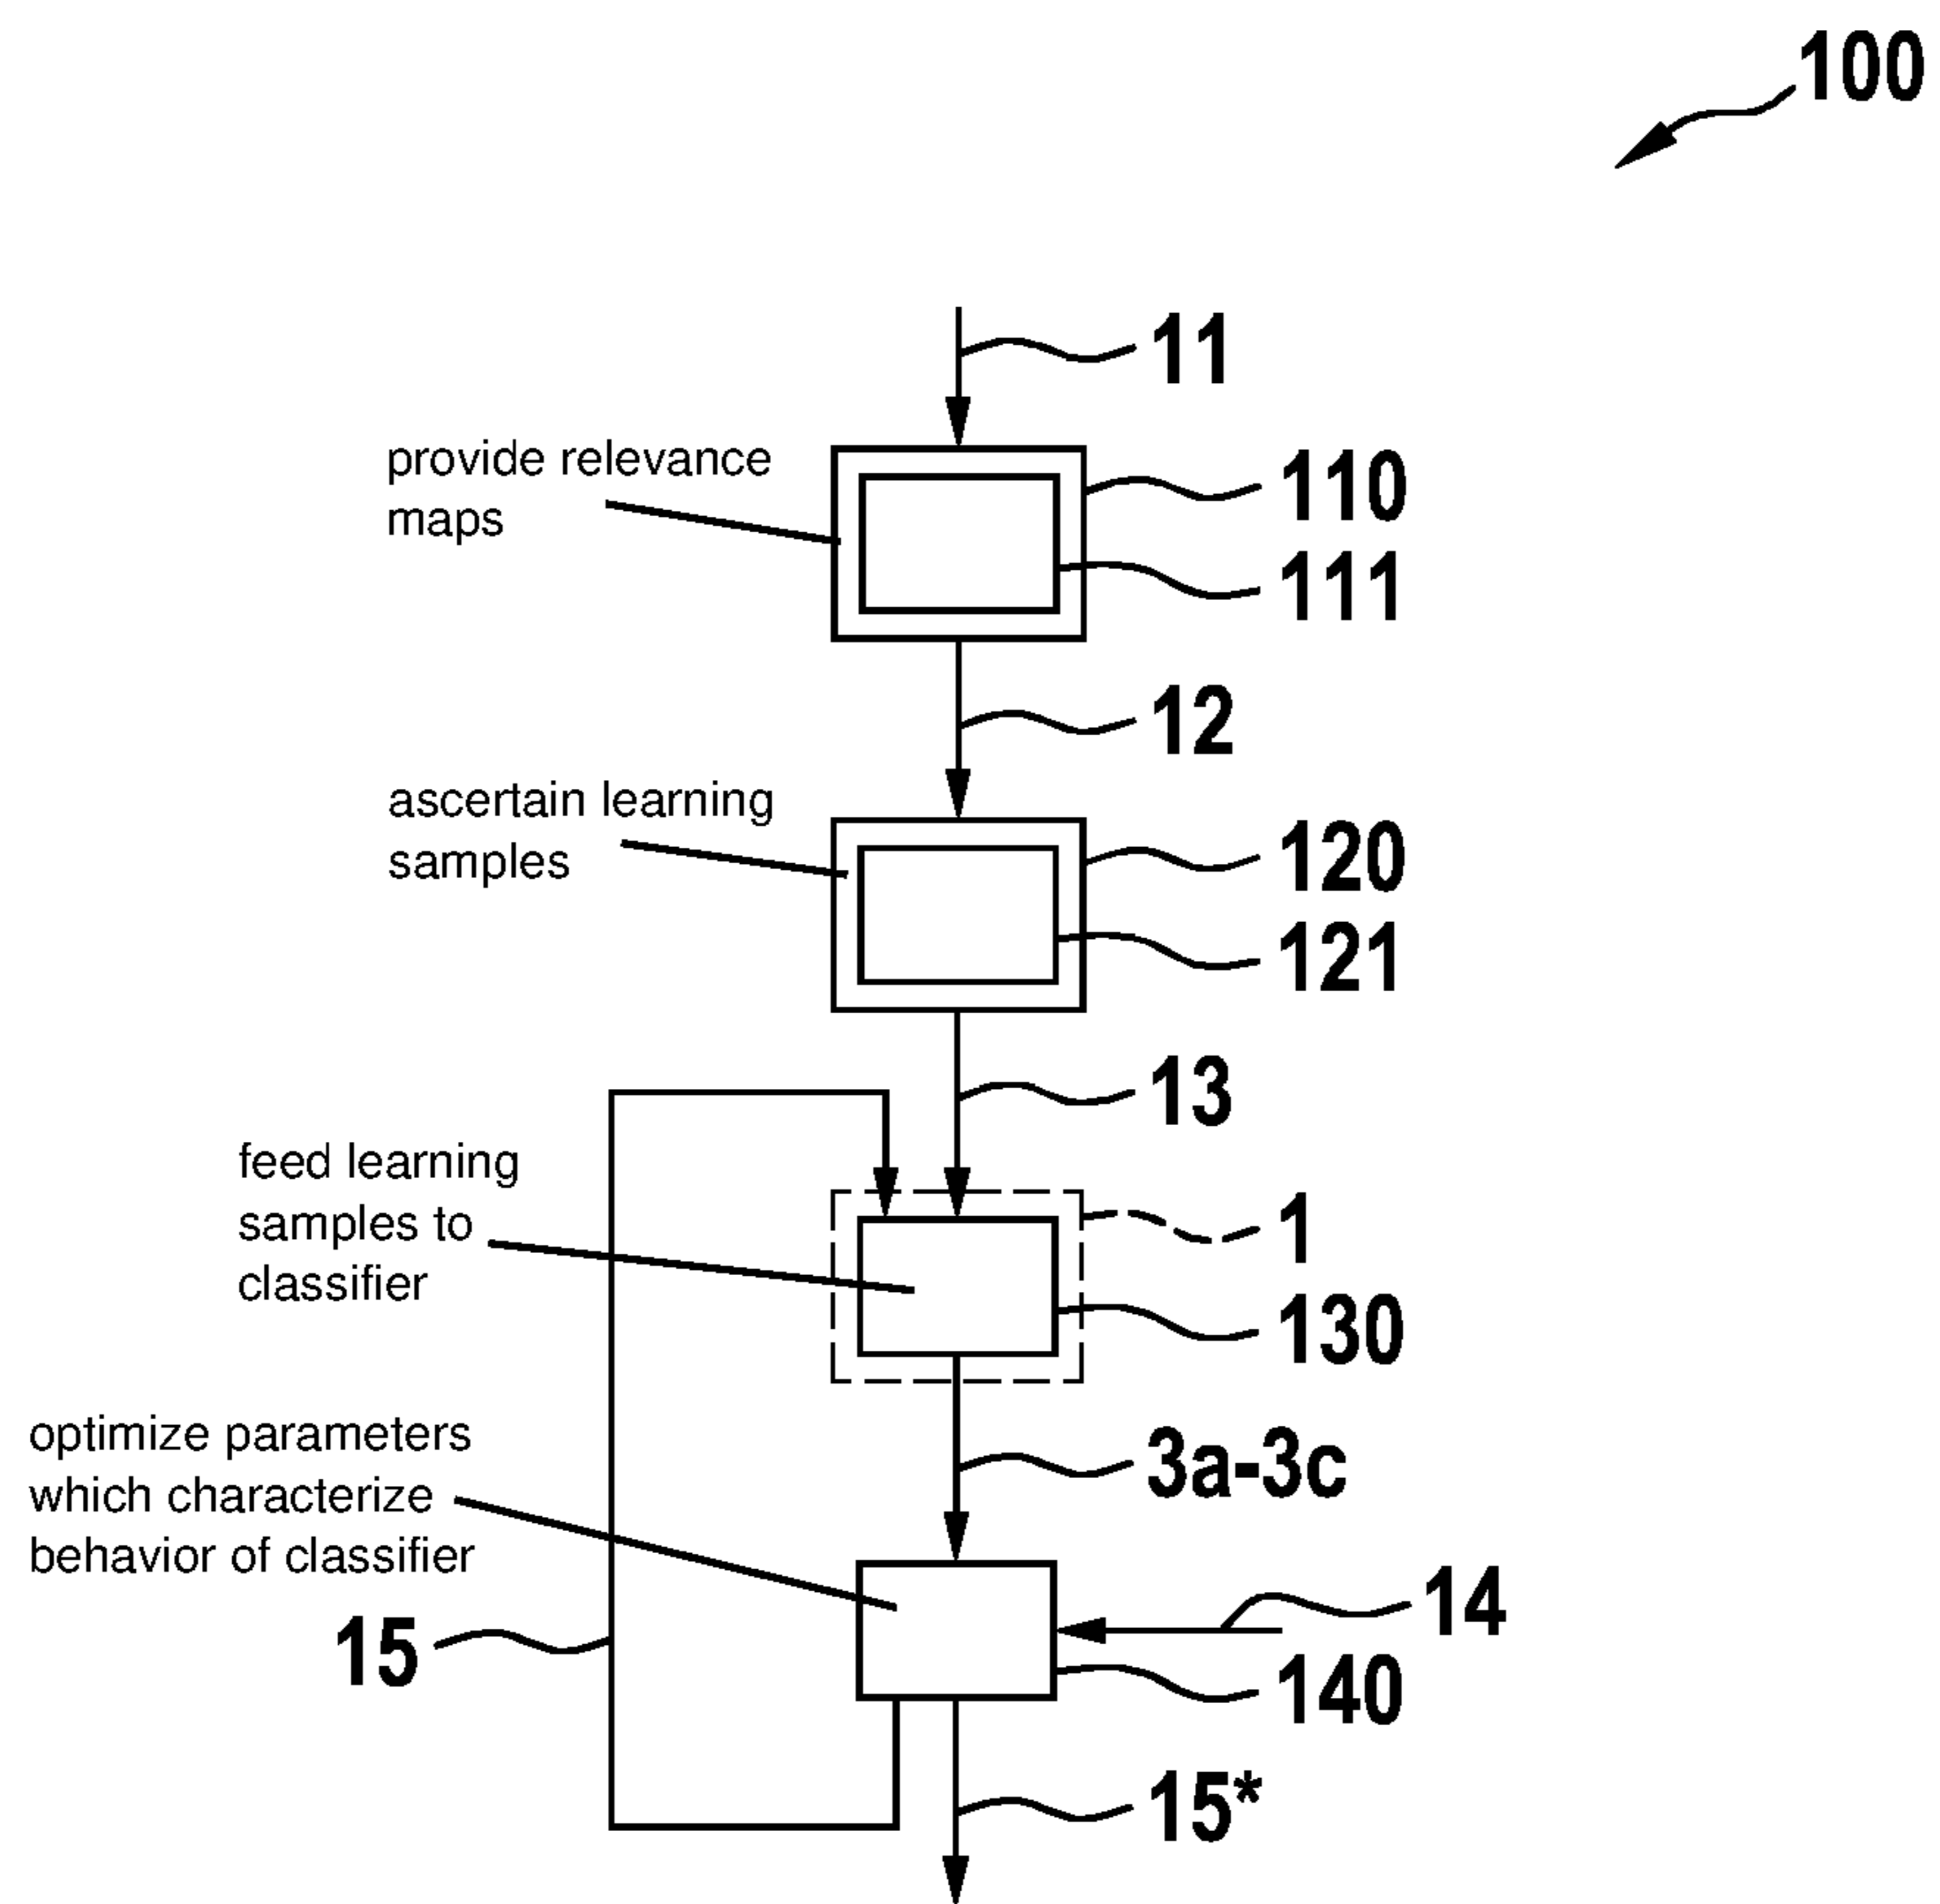 100
11
provide relevance
maps
110
111
12
ascertain learning
samples
120
121
13
feed learning
samples to
classifier
1
130
optimize parameters
which characterize
behavior of classifier
3a-3c
14
15
140
15*